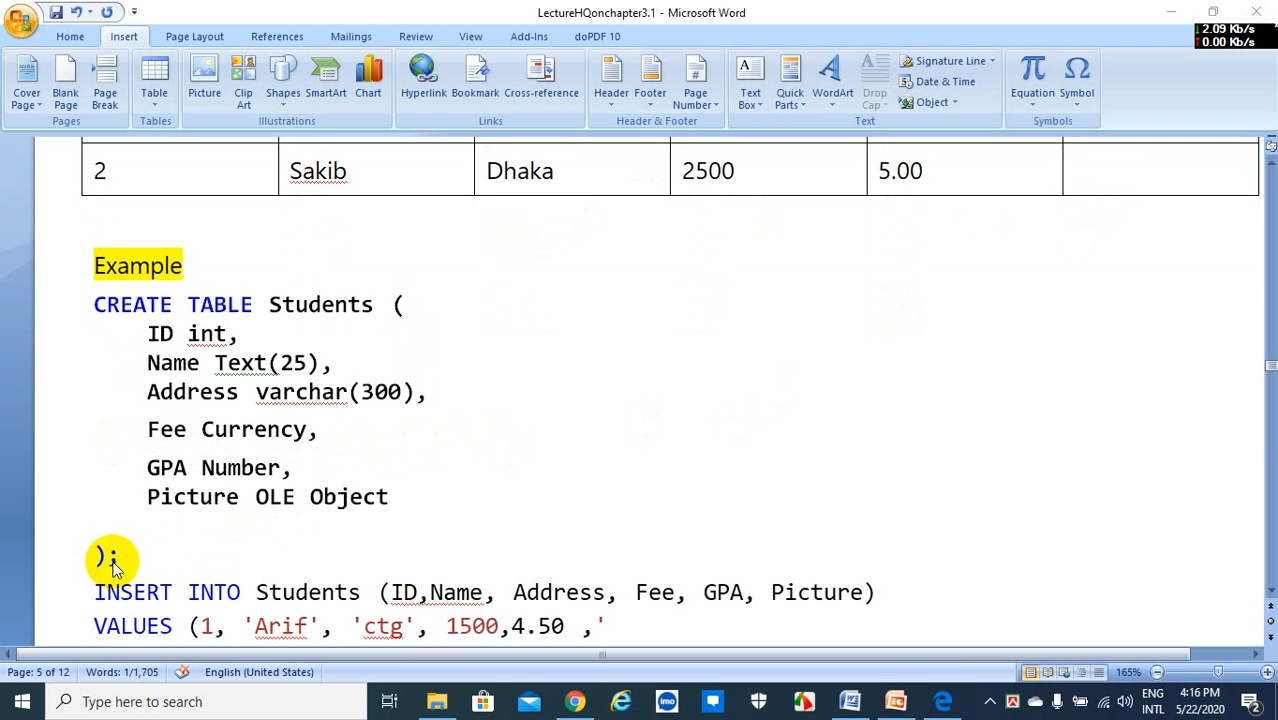 LectureHQonchapter3.1 - Microsoft Word
2.09 Kb/s
0.00 Kb/s
Home Insert Page Layout References Mailings Review View Add-Ins doPDF 10
Cover Page Blank Page Page Break Table Picture Clip Art Shapes SmartArt Chart Hyperlink Bookmark Cross-reference Header Footer Page Number Text Box Quick Parts WordArt Drop Cap Signature Line Date & Time Object Equation Symbol
Pages Tables Illustrations Links Header & Footer Text Symbols
2 Sakib Dhaka 2500 5.00
Example
CREATE TABLE Students (
ID int,
Name Text(25),
Address varchar(300),
Fee Currency,
GPA Number,
Picture OLE Object
);
INSERT INTO Students (ID,Name, Address, Fee, GPA, Picture)
VALUES (1, 'Arif', 'ctg', 1500,4.50 ,'
Page: 5 of 12 Words: 1/1,705 English (United States) 165%
Type here to search
imo
ENG
INTL
4:16 PM
5/22/2020
2